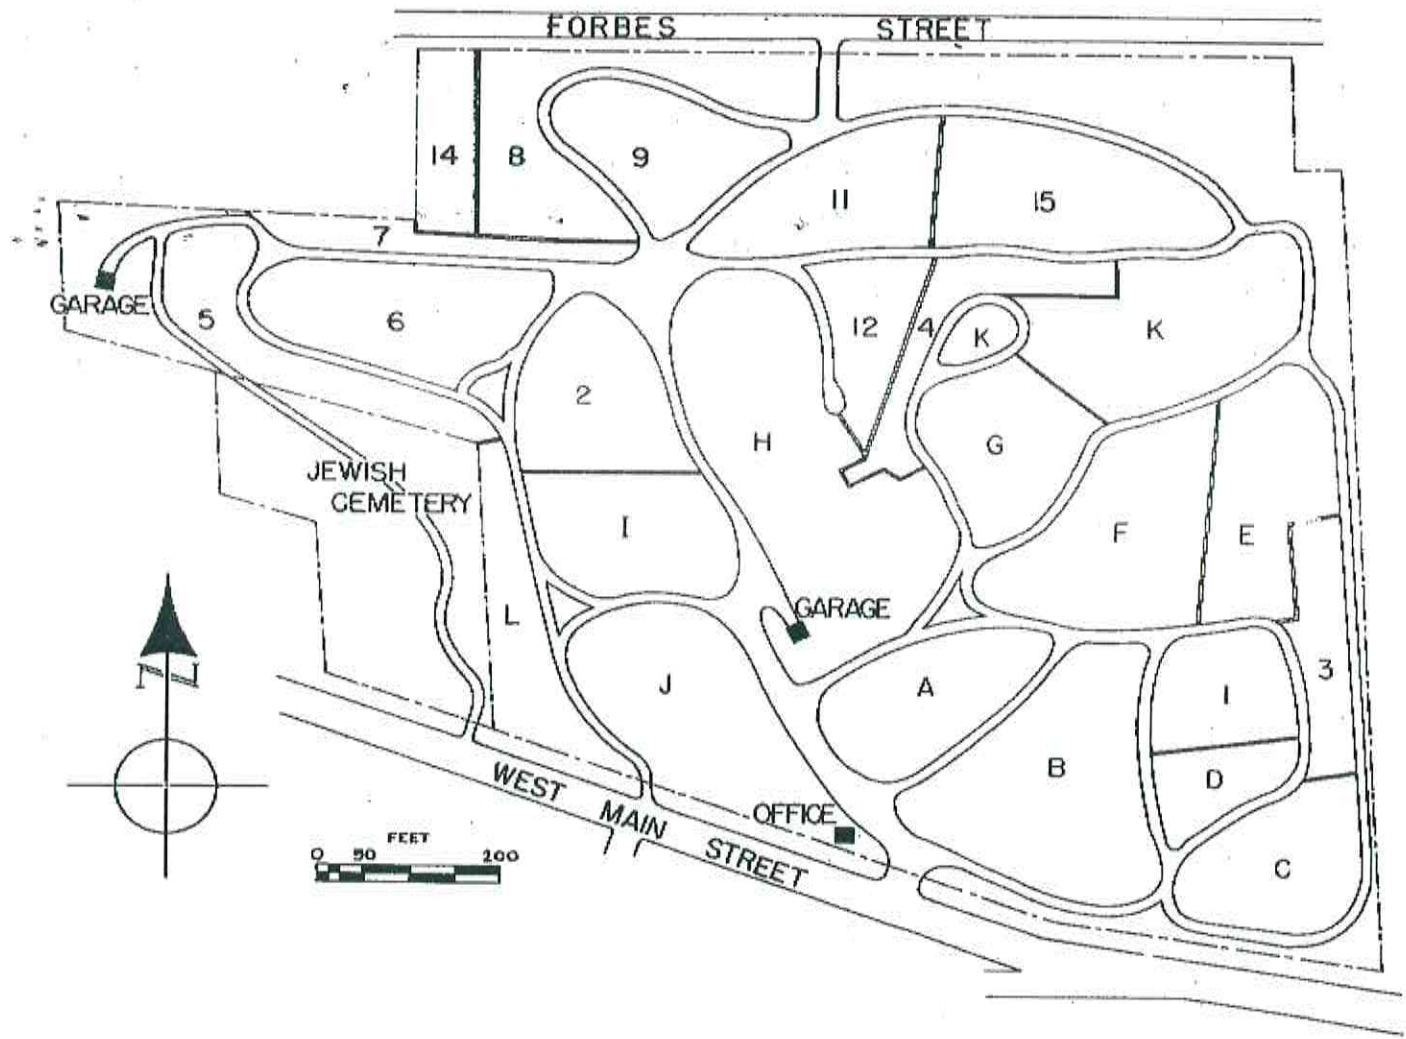 FORBES STREET
14 8 9
11 15
7
GARAGE
5 6
12 4 K K
2
H G
JEWISH
CEMETERY
I F E
L GARAGE
J A I 3
B D
WEST MAIN STREET
OFFICE
C
N
FEET
0 50 200